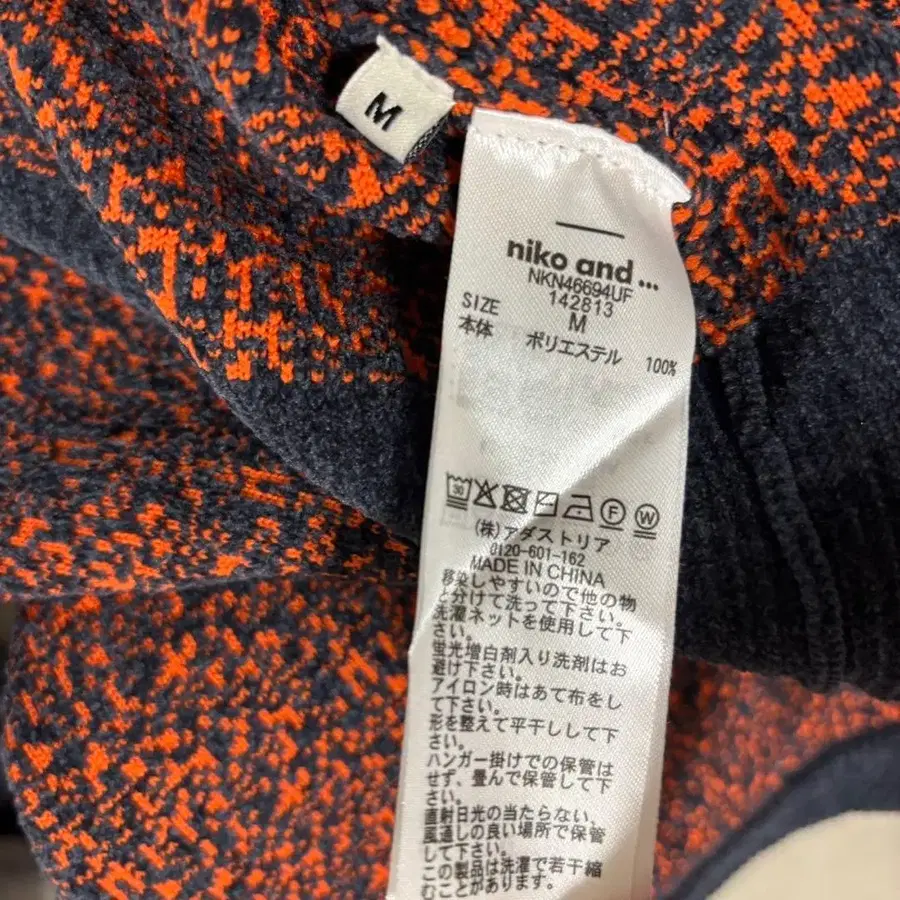 M
niko and ...
NKN46694UF
142813
SIZE M
本体 ポリエステル 100%
30 F W
(株)アダストリア
0120-601-162
MADE IN CHINA
移染しやすいので他の物
と分けて洗って下さい。
洗濯ネットを使用して下
さい。
蛍光増白剤入り洗剤はお
避け下さい。
アイロン時はあて布をし
て下さい。
形を整えて平干しして下
さい。
ハンガー掛けでの保管は
せず、畳んで保管して下
さい。
直射日光の当たらない、
風通しの良い場所で保管
して下さい。
この製品は洗濯で若干縮
むことがあります。